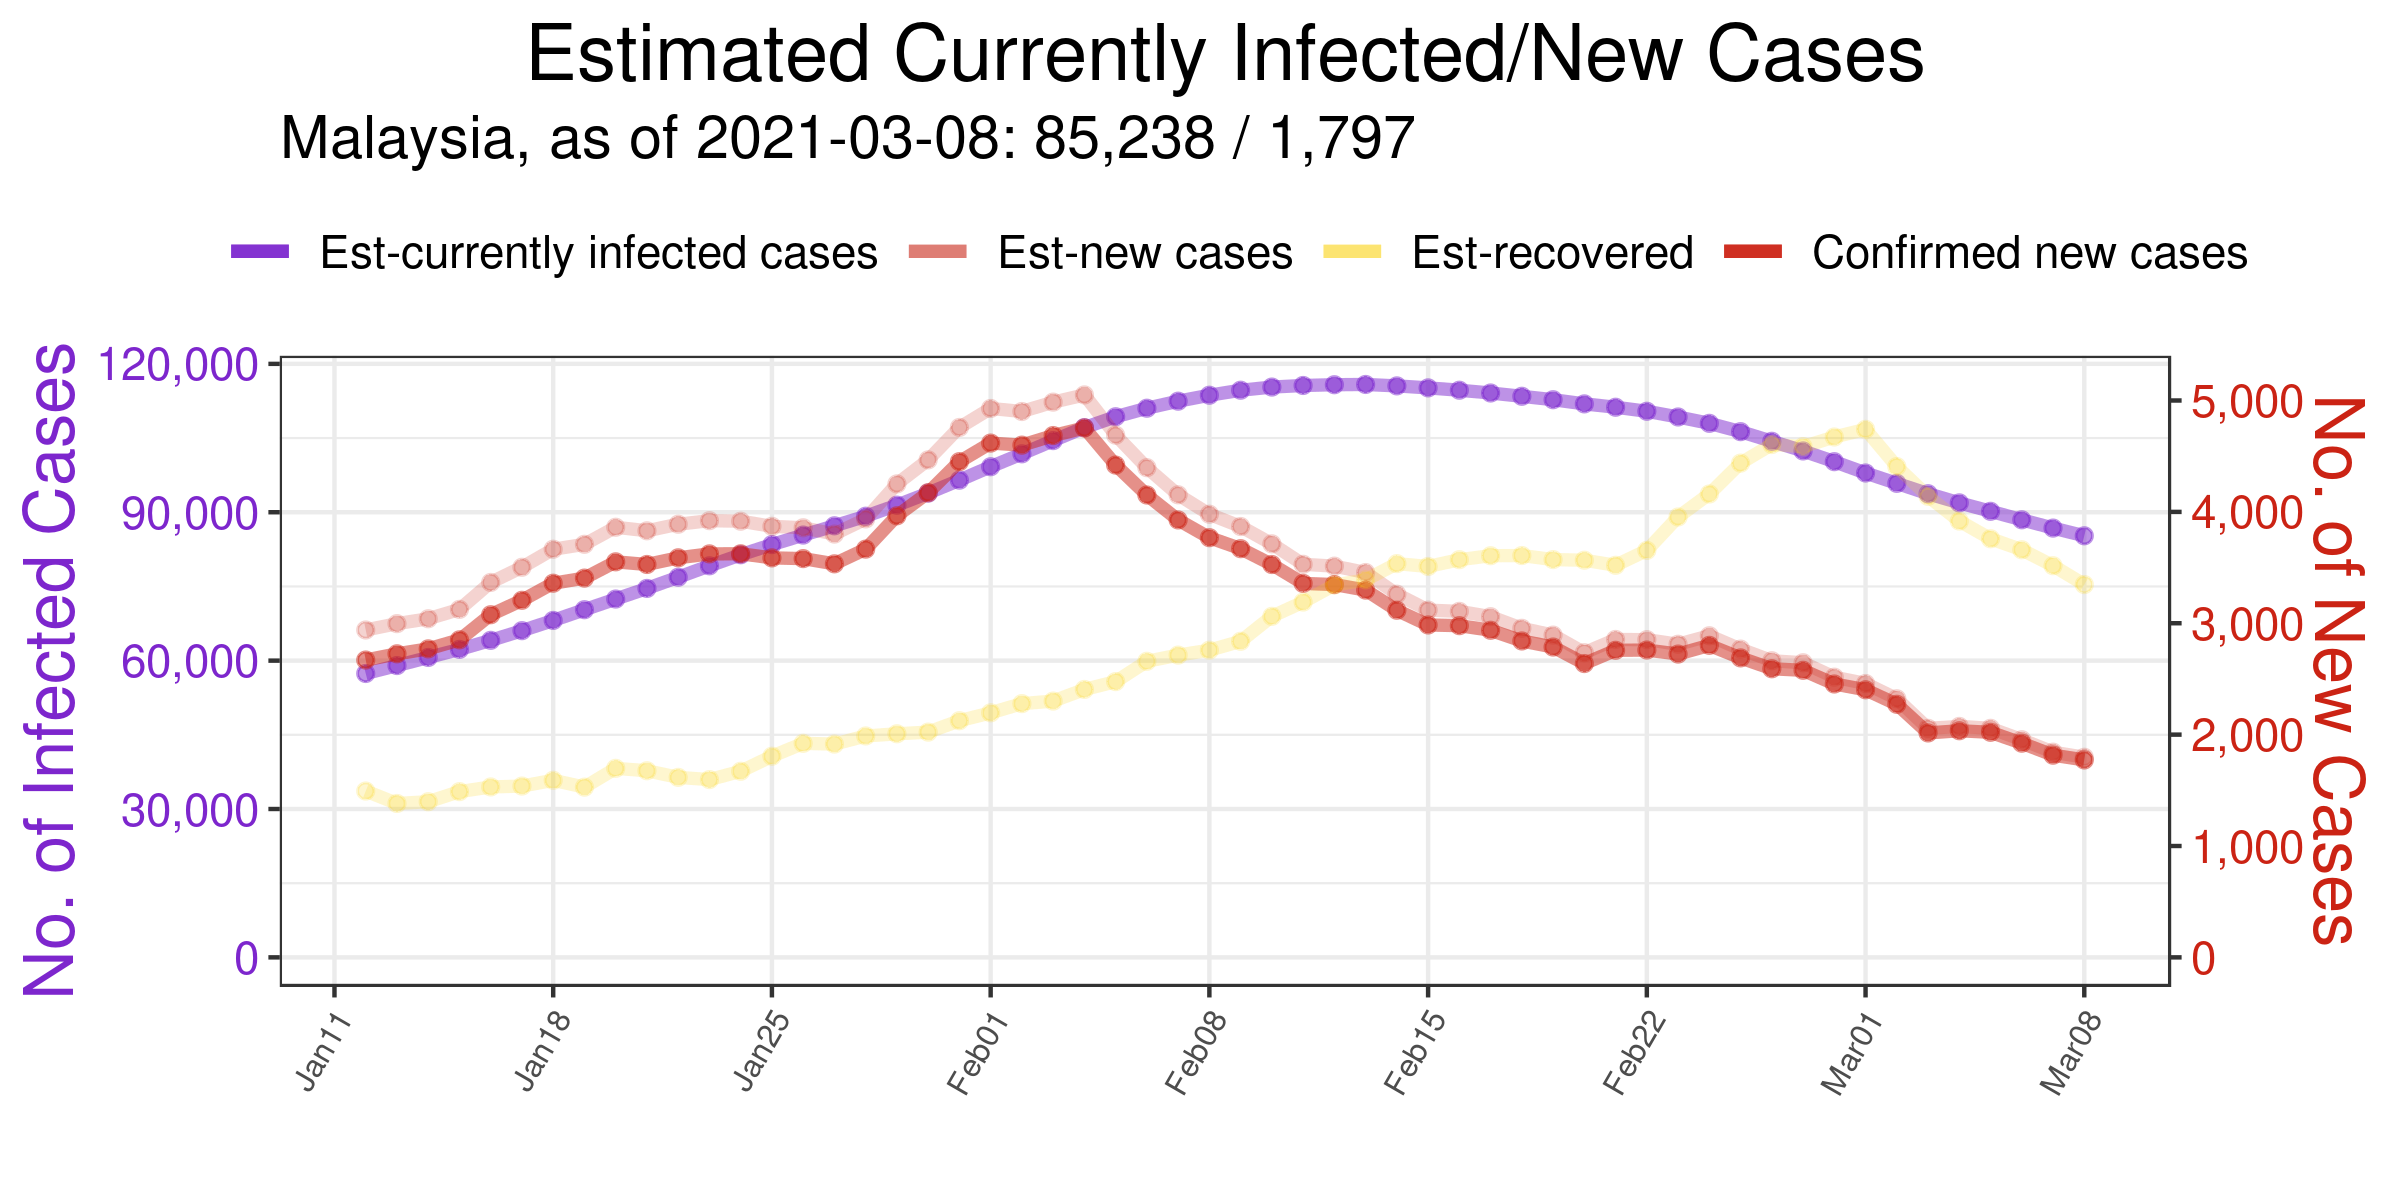 Estimated Currently Infected/New Cases
Malaysia, as of 2021-03-08: 85,238 / 1,797
Est-currently infected cases Est-new cases Est-recovered Confirmed new cases
No. of Infected Cases
120,000
90,000
60,000
30,000
0
5,000
4,000
3,000
2,000
1,000
0
No. of New Cases
Jan11 Jan18 Jan25 Feb01 Feb08 Feb15 Feb22 Mar01 Mar08